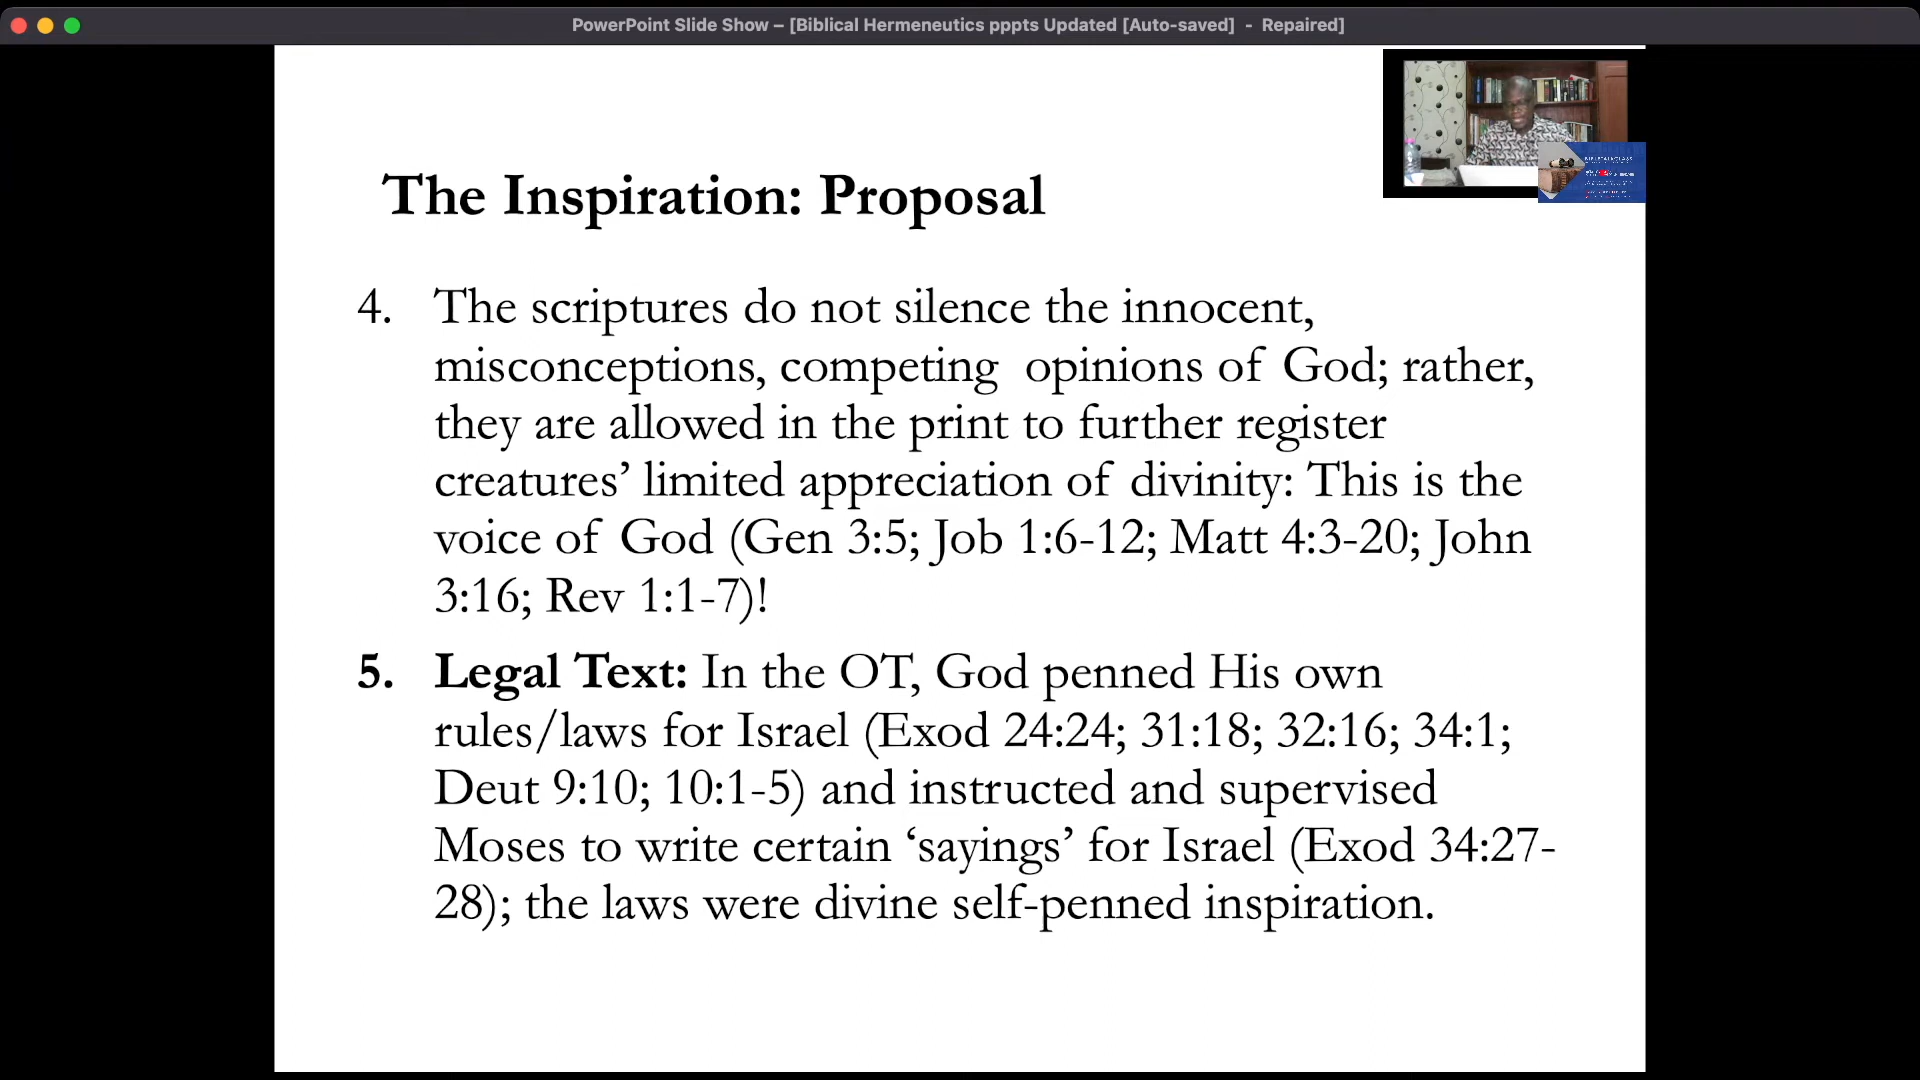 PowerPoint Slide Show – [Biblical Hermeneutics pppts Updated [Auto-saved]  -  Repaired]
The Inspiration: Proposal
4. The scriptures do not silence the innocent,
misconceptions, competing opinions of God; rather,
they are allowed in the print to further register
creatures’ limited appreciation of divinity: This is the
voice of God (Gen 3:5; Job 1:6-12; Matt 4:3-20; John
3:16; Rev 1:1-7)!
5. Legal Text: In the OT, God penned His own
rules/laws for Israel (Exod 24:24; 31:18; 32:16; 34:1;
Deut 9:10; 10:1-5) and instructed and supervised
Moses to write certain ‘sayings’ for Israel (Exod 34:27-
28); the laws were divine self-penned inspiration.